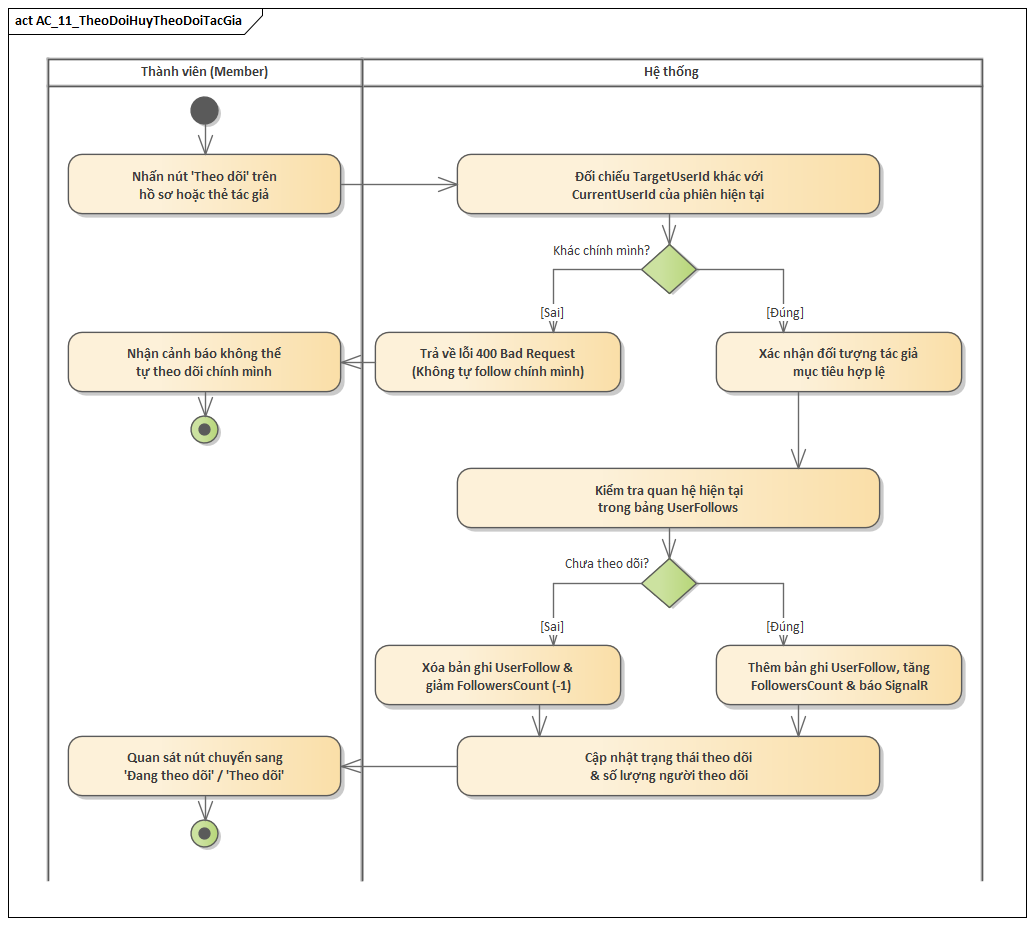 act AC_11_TheoDoiHuyTheoDoiTacGia
Thành viên (Member)
Hệ thống
Nhấn nút 'Theo dõi' trên
hồ sơ hoặc thẻ tác giả
Đối chiếu TargetUserId khác với
CurrentUserId của phiên hiện tại
Khác chính mình?
[Sai]
[Đúng]
Nhận cảnh báo không thể
tự theo dõi chính mình
Trả về lỗi 400 Bad Request
(Không tự follow chính mình)
Xác nhận đối tượng tác giả
mục tiêu hợp lệ
Kiểm tra quan hệ hiện tại
trong bảng UserFollows
Chưa theo dõi?
[Sai]
[Đúng]
Xóa bản ghi UserFollow &
giảm FollowersCount (-1)
Thêm bản ghi UserFollow, tăng
FollowersCount & báo SignalR
Quan sát nút chuyển sang
'Đang theo dõi' / 'Theo dõi'
Cập nhật trạng thái theo dõi
& số lượng người theo dõi